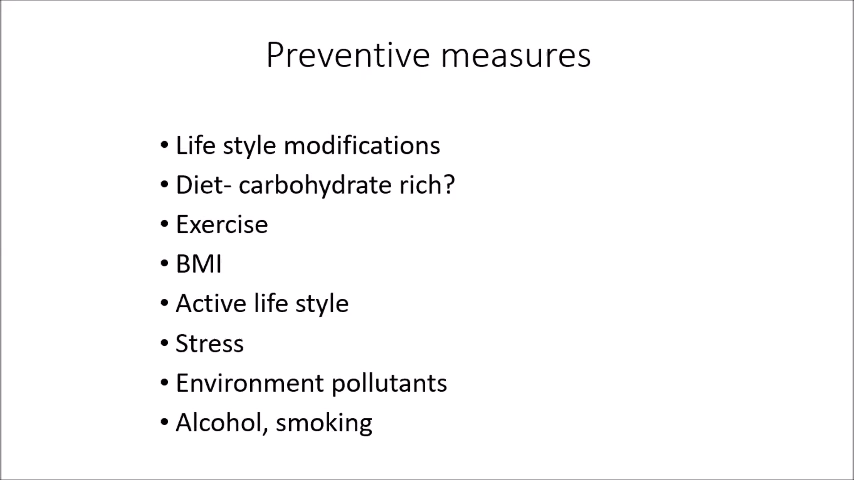 Preventive measures
• Life style modifications
• Diet- carbohydrate rich?
• Exercise
• BMI
• Active life style
• Stress
• Environment pollutants
• Alcohol, smoking